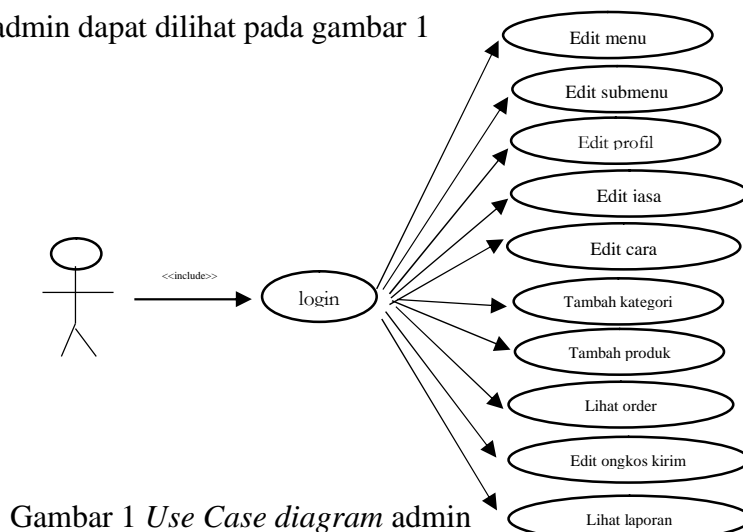 admin dapat dilihat pada gambar 1
Edit menu
Edit submenu
Edit profil
Edit jasa
Edit cara
<<include>>
login
Tambah kategori
Tambah produk
Lihat order
Edit ongkos kirim
Lihat laporan
Gambar 1 Use Case diagram admin